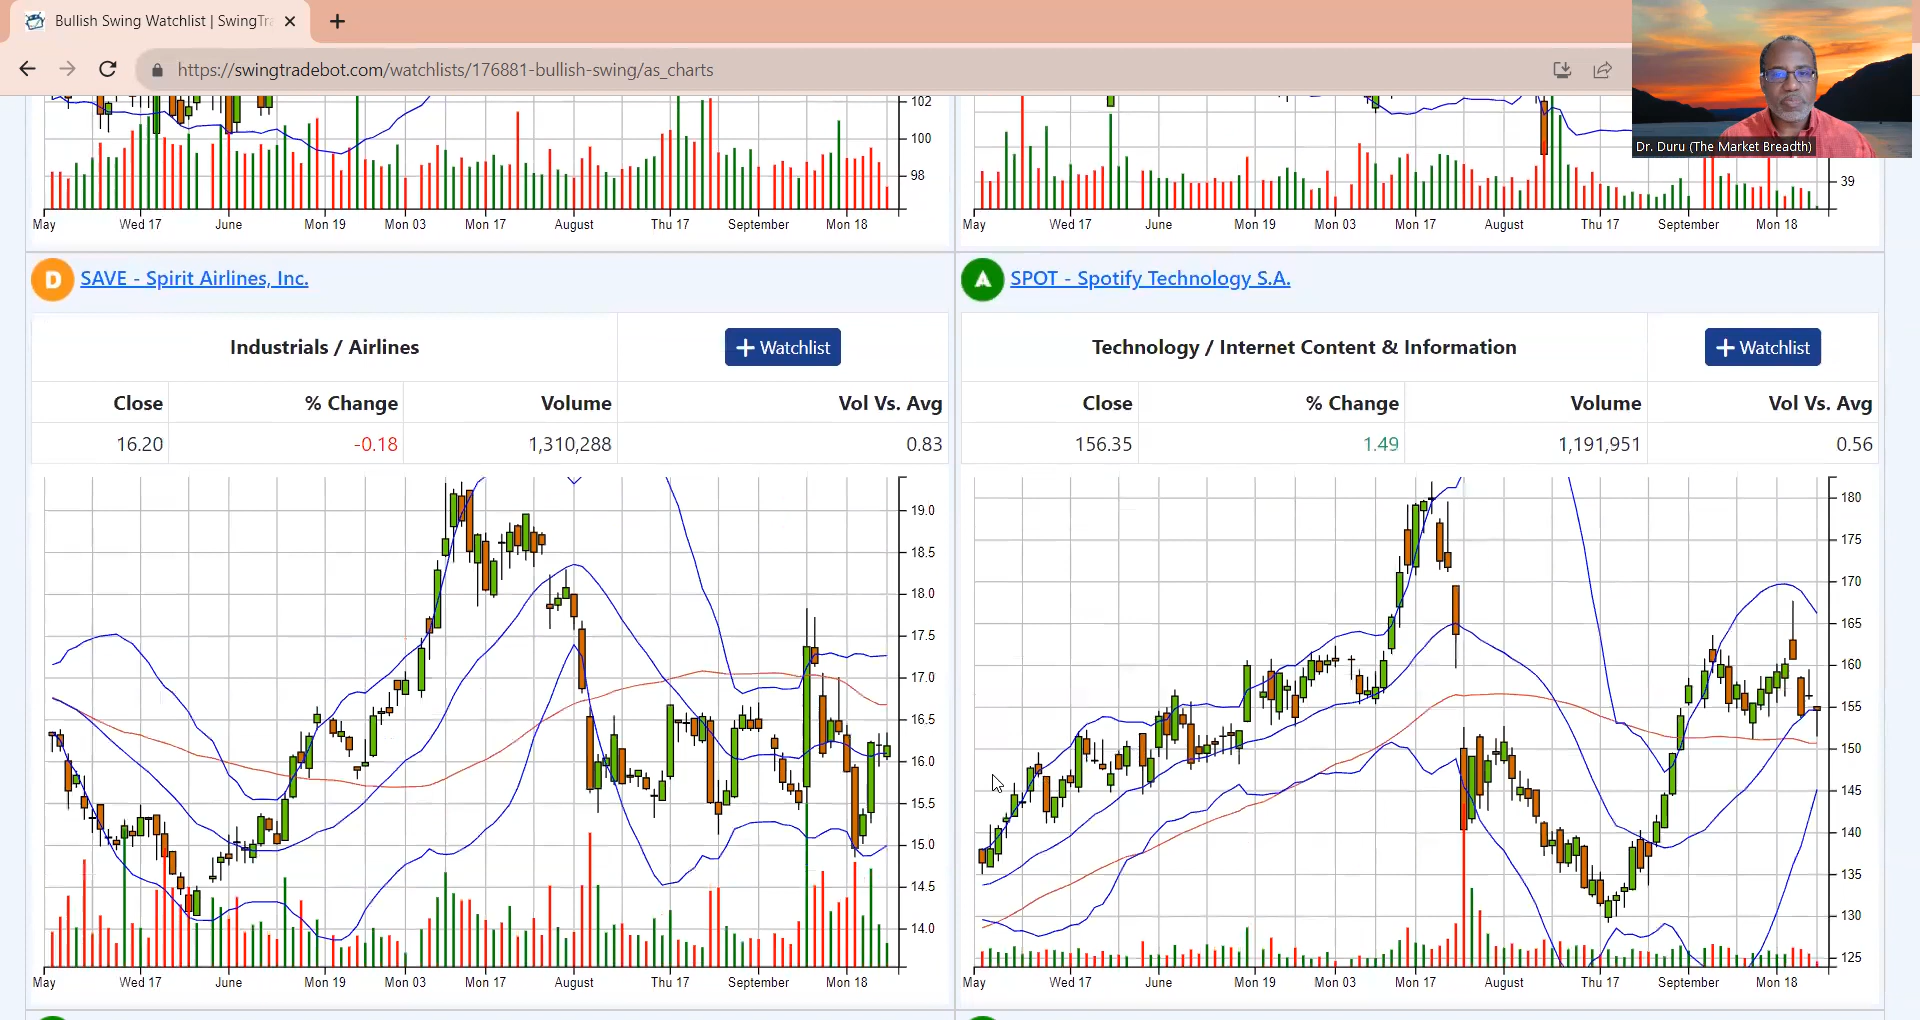 Bullish Swing Watchlist | SwingTra
https://swingtradebot.com/watchlists/176881-bullish-swing/as_charts
Dr. Duru (The Market Breadth)
102
100
98
May Wed 17 June Mon 19 Mon 03 Mon 17 August Thu 17 September Mon 18
39
May Wed 17 June Mon 19 Mon 03 Mon 17 August Thu 17 September Mon 18
D SAVE - Spirit Airlines, Inc.
Industrials / Airlines + Watchlist
Close % Change Volume Vol Vs. Avg
16.20 -0.18 1,310,288 0.83
19.0
18.5
18.0
17.5
17.0
16.5
16.0
15.5
15.0
14.5
14.0
May Wed 17 June Mon 19 Mon 03 Mon 17 August Thu 17 September Mon 18
A SPOT - Spotify Technology S.A.
Technology / Internet Content & Information + Watchlist
Close % Change Volume Vol Vs. Avg
156.35 1.49 1,191,951 0.56
180
175
170
165
160
155
150
145
140
135
130
125
May Wed 17 June Mon 19 Mon 03 Mon 17 August Thu 17 September Mon 18